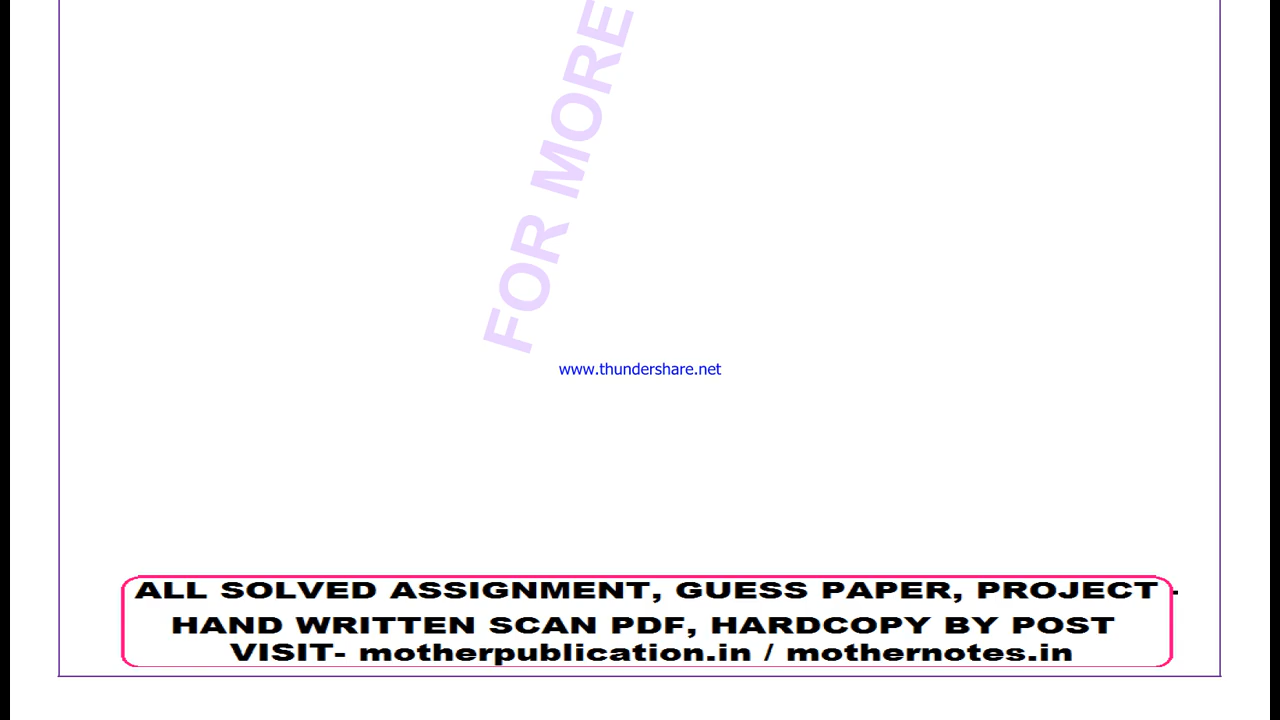 FOR MORE
www.thundershare.net
ALL SOLVED ASSIGNMENT, GUESS PAPER, PROJECT -
HAND WRITTEN SCAN PDF, HARDCOPY BY POST
VISIT- motherpublication.in / mothernotes.in